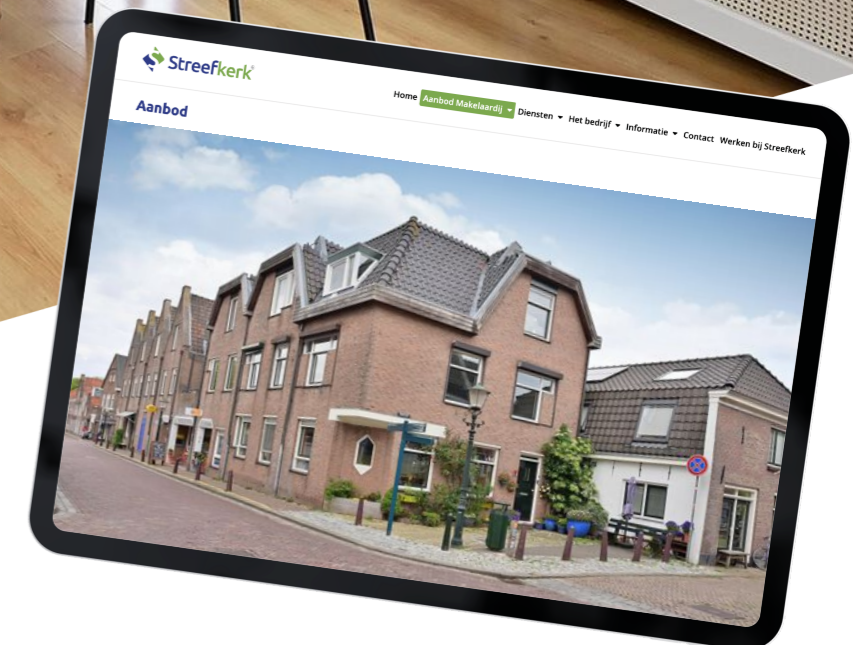 Streefkerk
Home Aanbod Makelaardij Diensten Het bedrijf Informatie Contact Werken bij Streefkerk
Aanbod